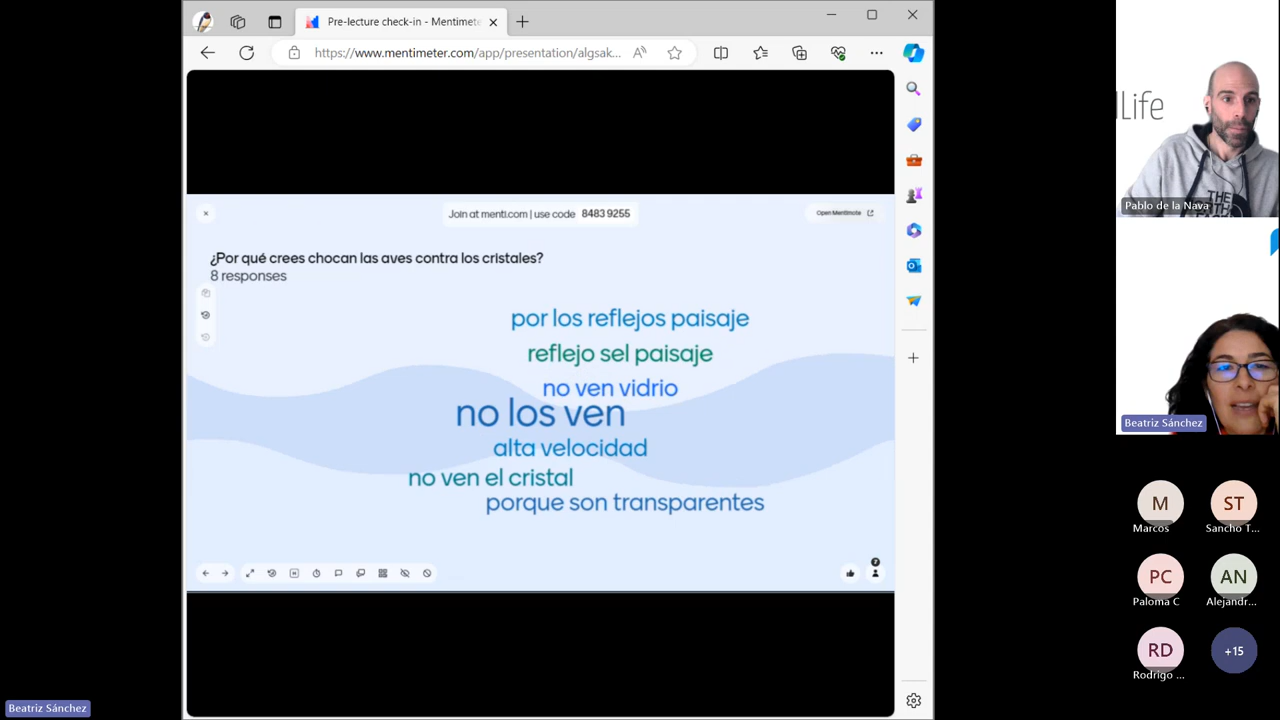 Pre-lecture check-in - Mentimete
https://www.mentimeter.com/app/presentation/algsak...
Join at menti.com | use code 8483 9255
Open Mentimote
¿Por qué crees chocan las aves contra los cristales?
8 responses
por los reflejos paisaje
reflejo sel paisaje
no ven vidrio
no los ven
alta velocidad
no ven el cristal
porque son transparentes
7
Life
THE
Pablo de la Nava
Beatriz Sánchez
M
ST
Marcos
Sancho T...
PC
AN
Paloma C
Alejandr...
RD
+15
Rodrigo ...
Beatriz Sánchez